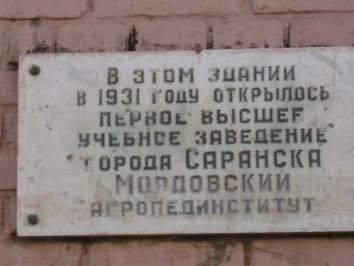 В ЭТОМ ЗДАНИИ
В 1931 ГОДУ ОТКРЫЛОСЬ
ПЕРВОЕ ВЫСШЕЕ
УЧЕБНОЕ ЗАВЕДЕНИЕ
ГОРОДА САРАНСКА
МОРДОВСКИЙ
АГРОПЕДИНСТИТУТ